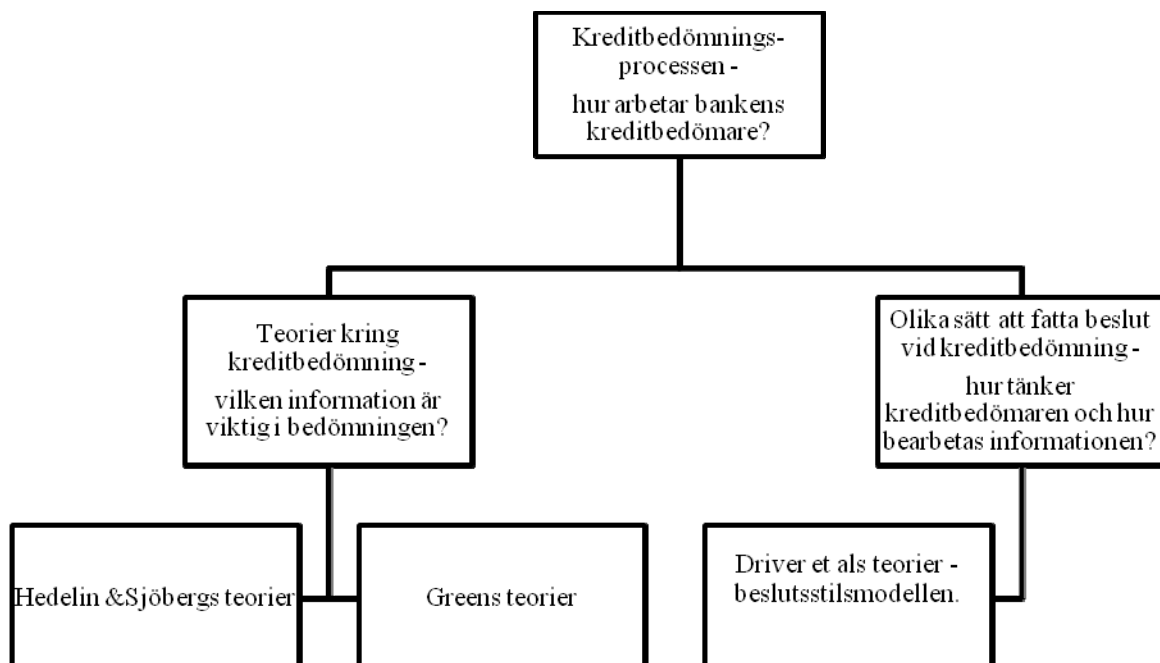 Kreditbedömnings-
processen -
hur arbetar bankens
kreditbedömare?
Teorier kring
kreditbedömning -
vilken information är
viktig i bedömningen?
Olika sätt att fatta beslut
vid kreditbedömning -
hur tänker
kreditbedömaren och hur
bearbetas informationen?
Hedelin &Sjöbergs teorier
Greens teorier
Driver et als teorier -
beslutsstilsmodellen.